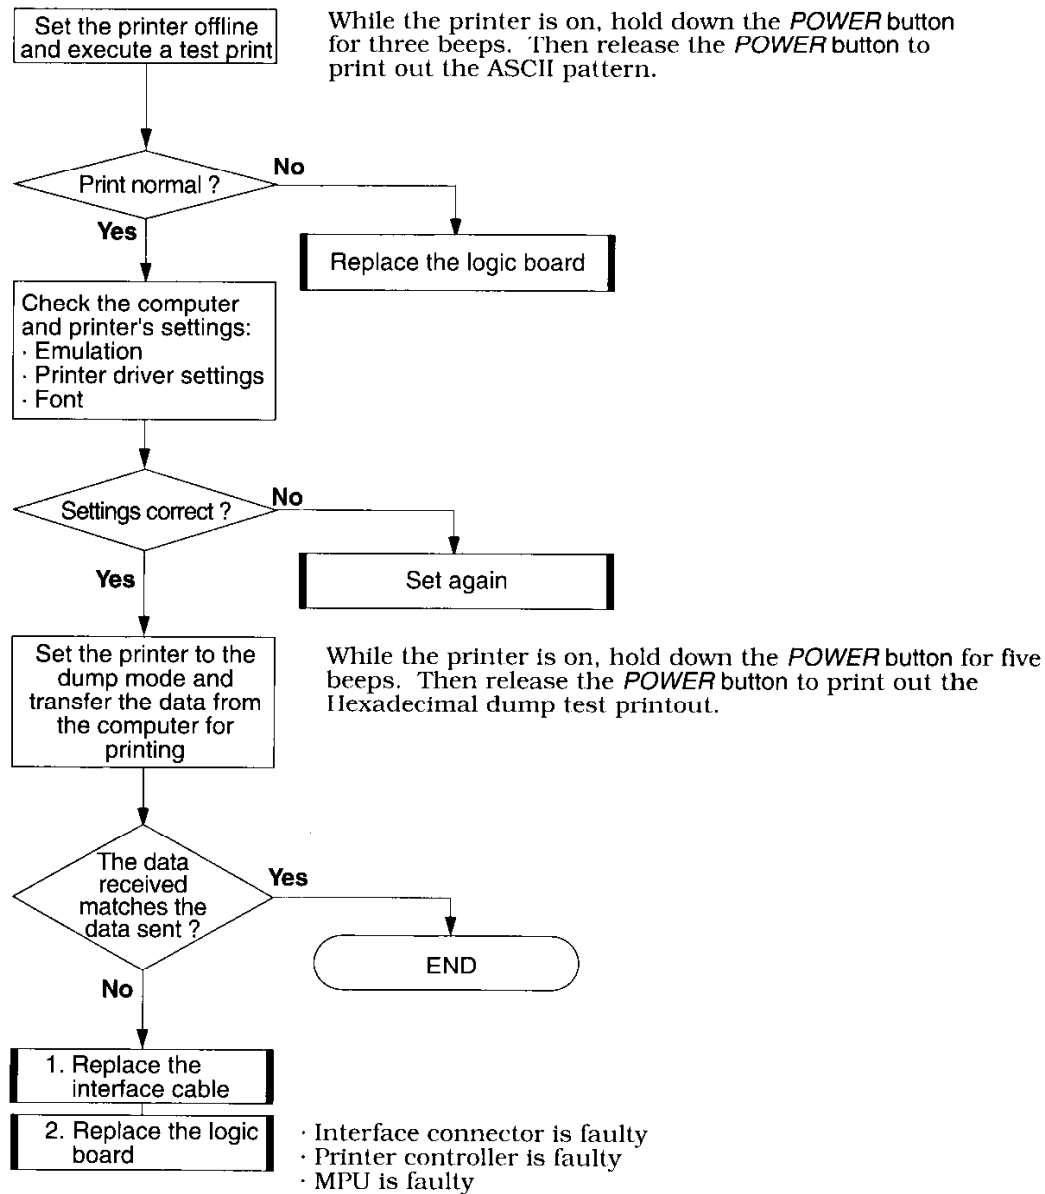 Set the printer offline
and execute a test print
While the printer is on, hold down the POWER button
for three beeps. Then release the POWER button to
print out the ASCII pattern.
Print normal ?
No
Yes
Replace the logic board
Check the computer
and printer's settings:
· Emulation
· Printer driver settings
· Font
Settings correct ?
No
Yes
Set again
Set the printer to the
dump mode and
transfer the data from
the computer for
printing
While the printer is on, hold down the POWER button for five
beeps. Then release the POWER button to print out the
Hexadecimal dump test printout.
The data
received
matches the
data sent ?
Yes
END
No
1. Replace the
interface cable
2. Replace the logic
board
· Interface connector is faulty
· Printer controller is faulty
· MPU is faulty